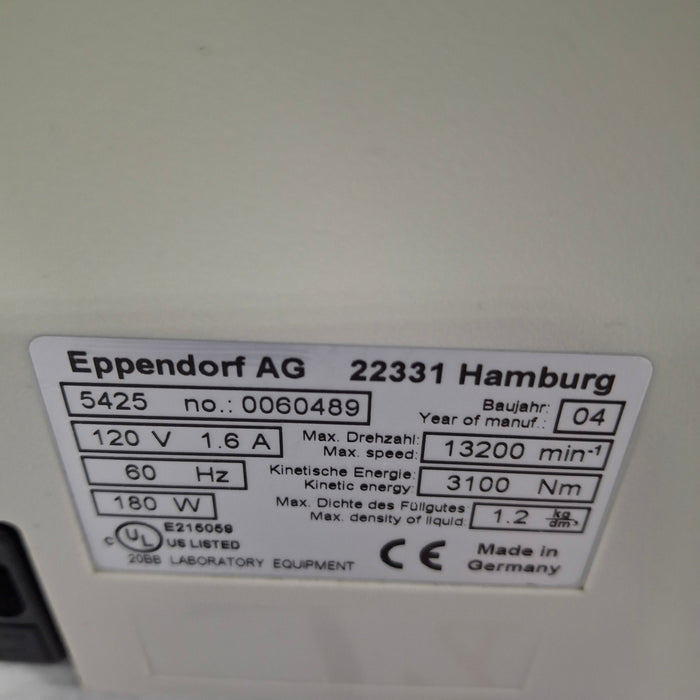 Eppendorf AG 22331 Hamburg
5425 no.: 0060489
Baujahr:
Year of manuf.: 04
120 V 1.6 A
Max. Drehzahl:
Max. speed: 13200 min⁻¹
60 Hz
Kinetische Energie:
Kinetic energy: 3100 Nm
180 W
Max. Dichte des Füllgutes
Max. density of liquid: 1.2 kg/dm³
c UL US LISTED
E215059
20BB LABORATORY EQUIPMENT
CE
Made in
Germany